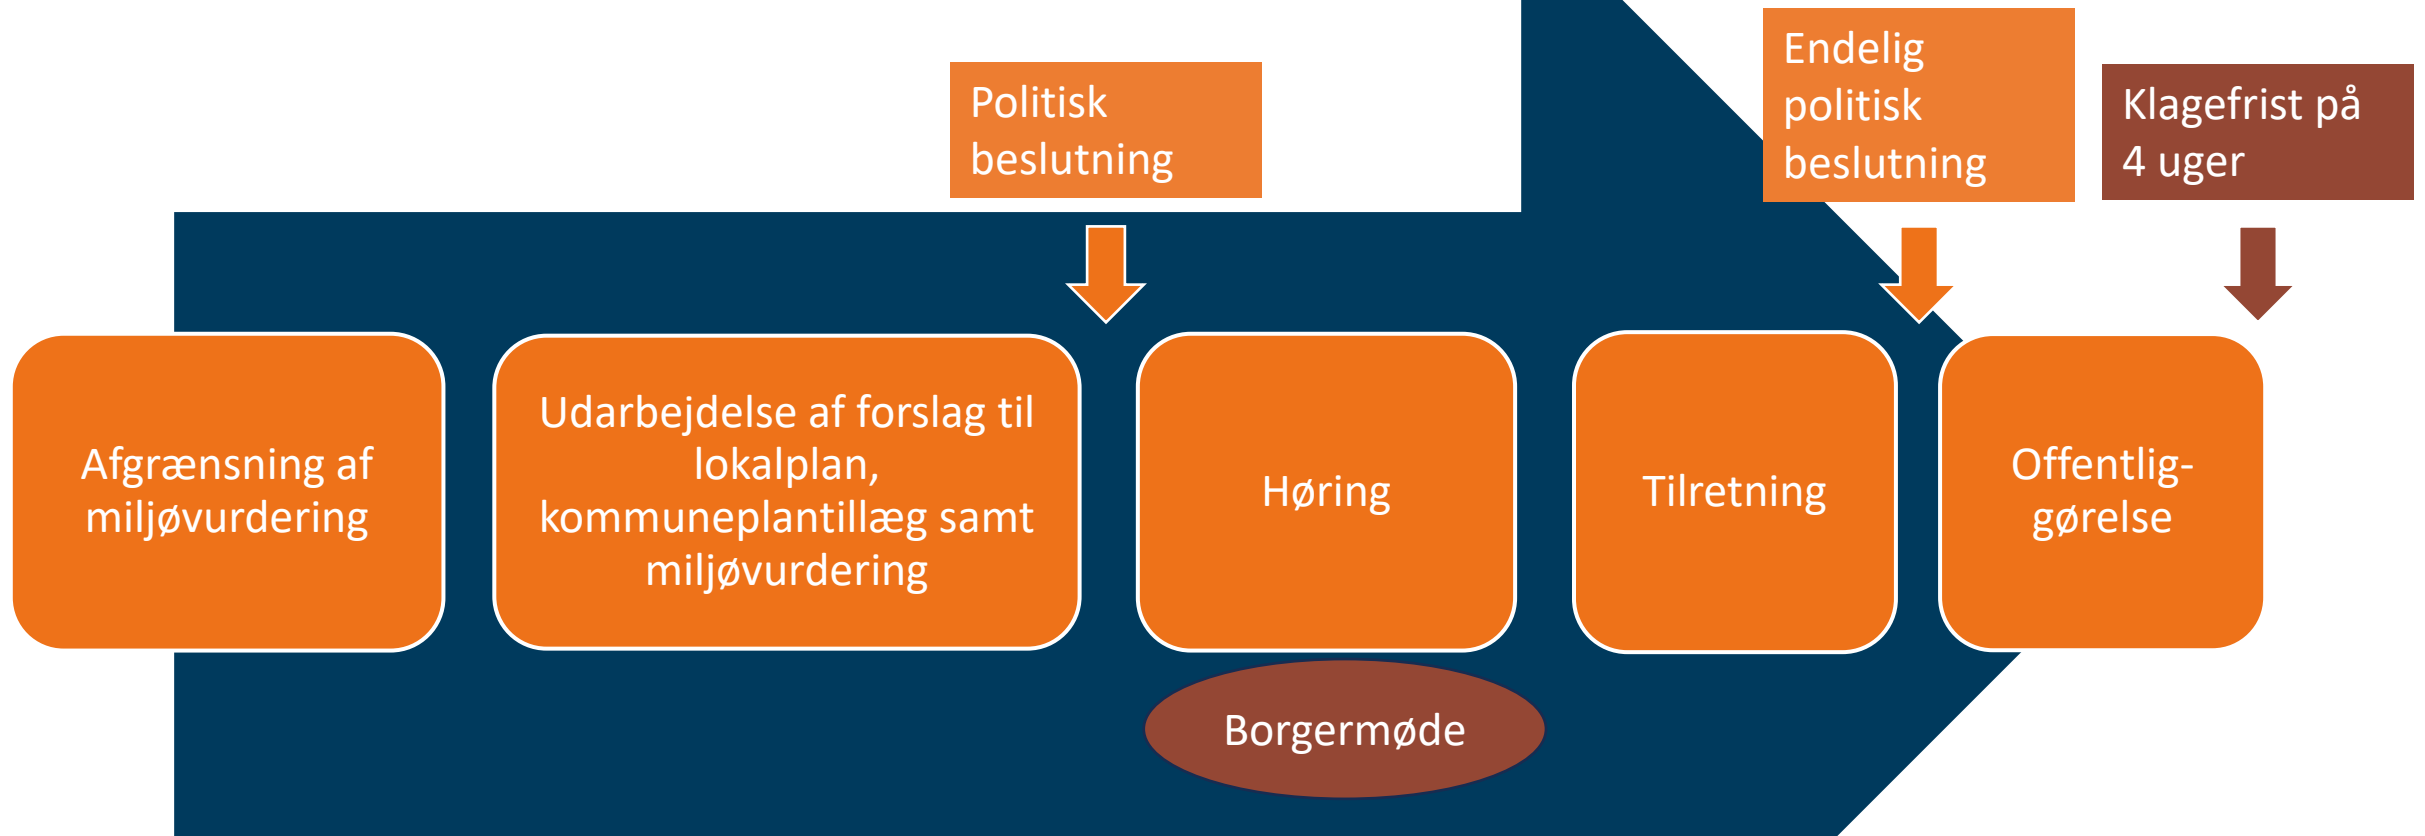 Politisk
beslutning
Endelig
politisk
beslutning
Klagefrist på
4 uger
Afgrænsning af
miljøvurdering
Udarbejdelse af forslag til
lokalplan,
kommuneplantillæg samt
miljøvurdering
Høring
Tilretning
Offentlig-
gørelse
Borgermøde